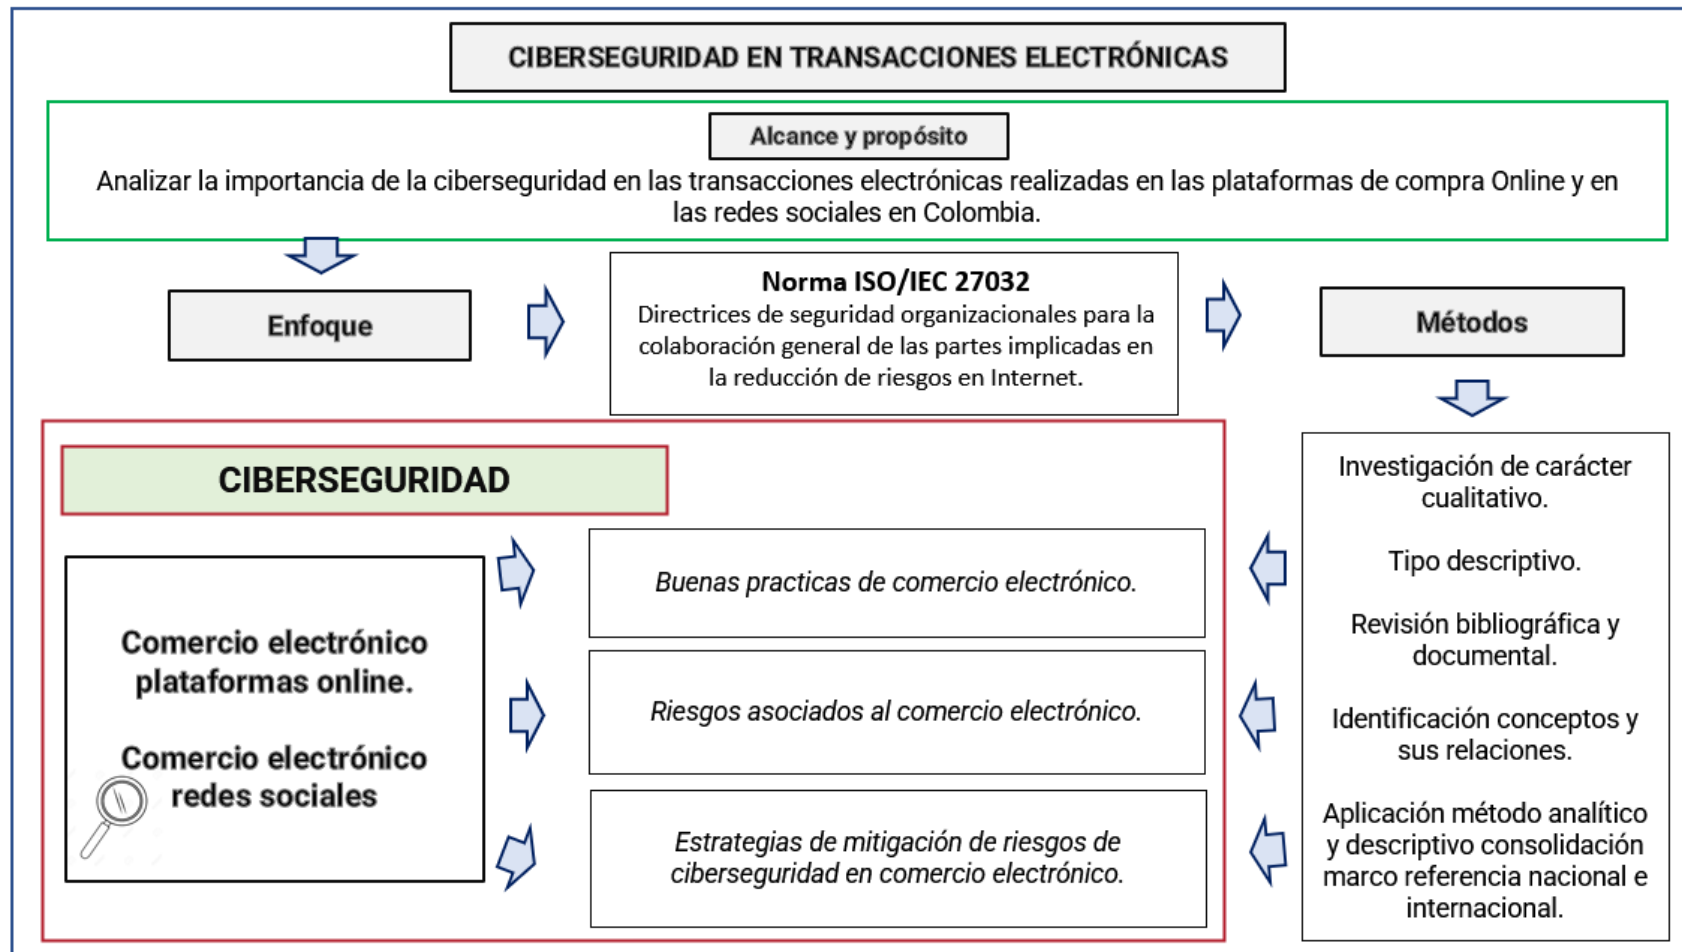 CIBERSEGURIDAD EN TRANSACCIONES ELECTRÓNICAS
Alcance y propósito
Analizar la importancia de la ciberseguridad en las transacciones electrónicas realizadas en las plataformas de compra Online y en
las redes sociales en Colombia.
Enfoque
Norma ISO/IEC 27032
Directrices de seguridad organizacionales para la
colaboración general de las partes implicadas en
la reducción de riesgos en Internet.
Métodos
CIBERSEGURIDAD
Comercio electrónico
plataformas online.
Comercio electrónico
redes sociales
Buenas practicas de comercio electrónico.
Riesgos asociados al comercio electrónico.
Estrategias de mitigación de riesgos de
ciberseguridad en comercio electrónico.
Investigación de carácter
cualitativo.
Tipo descriptivo.
Revisión bibliográfica y
documental.
Identificación conceptos y
sus relaciones.
Aplicación método analítico
y descriptivo consolidación
marco referencia nacional e
internacional.